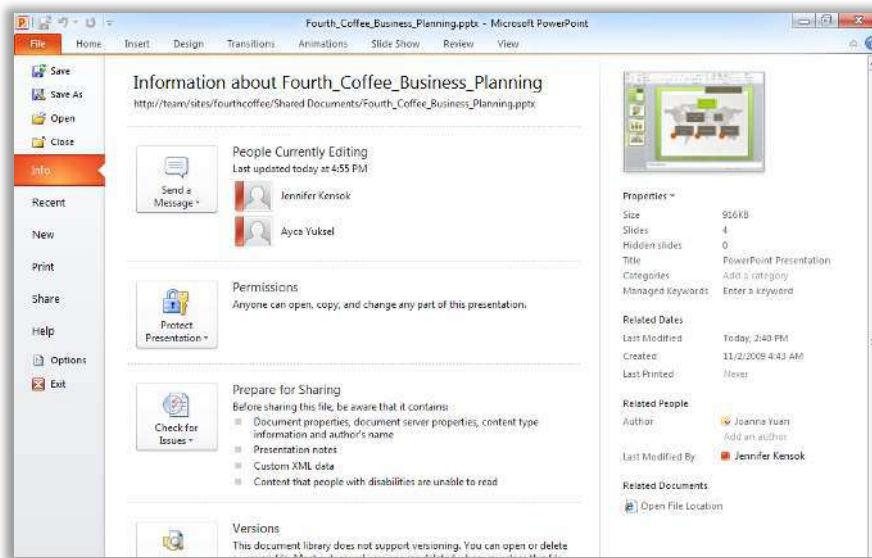 Fourth_Coffee_Business_Planning.pptx - Microsoft PowerPoint
File Home Insert Design Transitions Animations Slide Show Review View
Save
Save As
Open
Close
Info
Recent
New
Print
Share
Help
Options
Exit
Information about Fourth_Coffee_Business_Planning
http://team/sites/fourthcoffee/Shared Documents/Fourth_Coffee_Business_Planning.pptx
Send a
Message
People Currently Editing
Last updated today at 4:55 PM
Jennifer Kensok
Ayca Yuksel
Protect
Presentation
Permissions
Anyone can open, copy, and change any part of this presentation.
Check for
Issues
Prepare for Sharing
Before sharing this file, be aware that it contains:
Document properties, document server properties, content type
information and author's name
Presentation notes
Custom XML data
Content that people with disabilities are unable to read
Versions
This document library does not support versioning. You can open or delete
Properties
Size 916KB
Slides 4
Hidden slides 0
Title PowerPoint Presentation
Categories Add a category
Managed Keywords Enter a keyword
Related Dates
Last Modified Today, 2:40 PM
Created 11/2/2009 4:43 AM
Last Printed Never
Related People
Author Joanna Yuan
Add an author
Last Modified By Jennifer Kensok
Related Documents
Open File Location